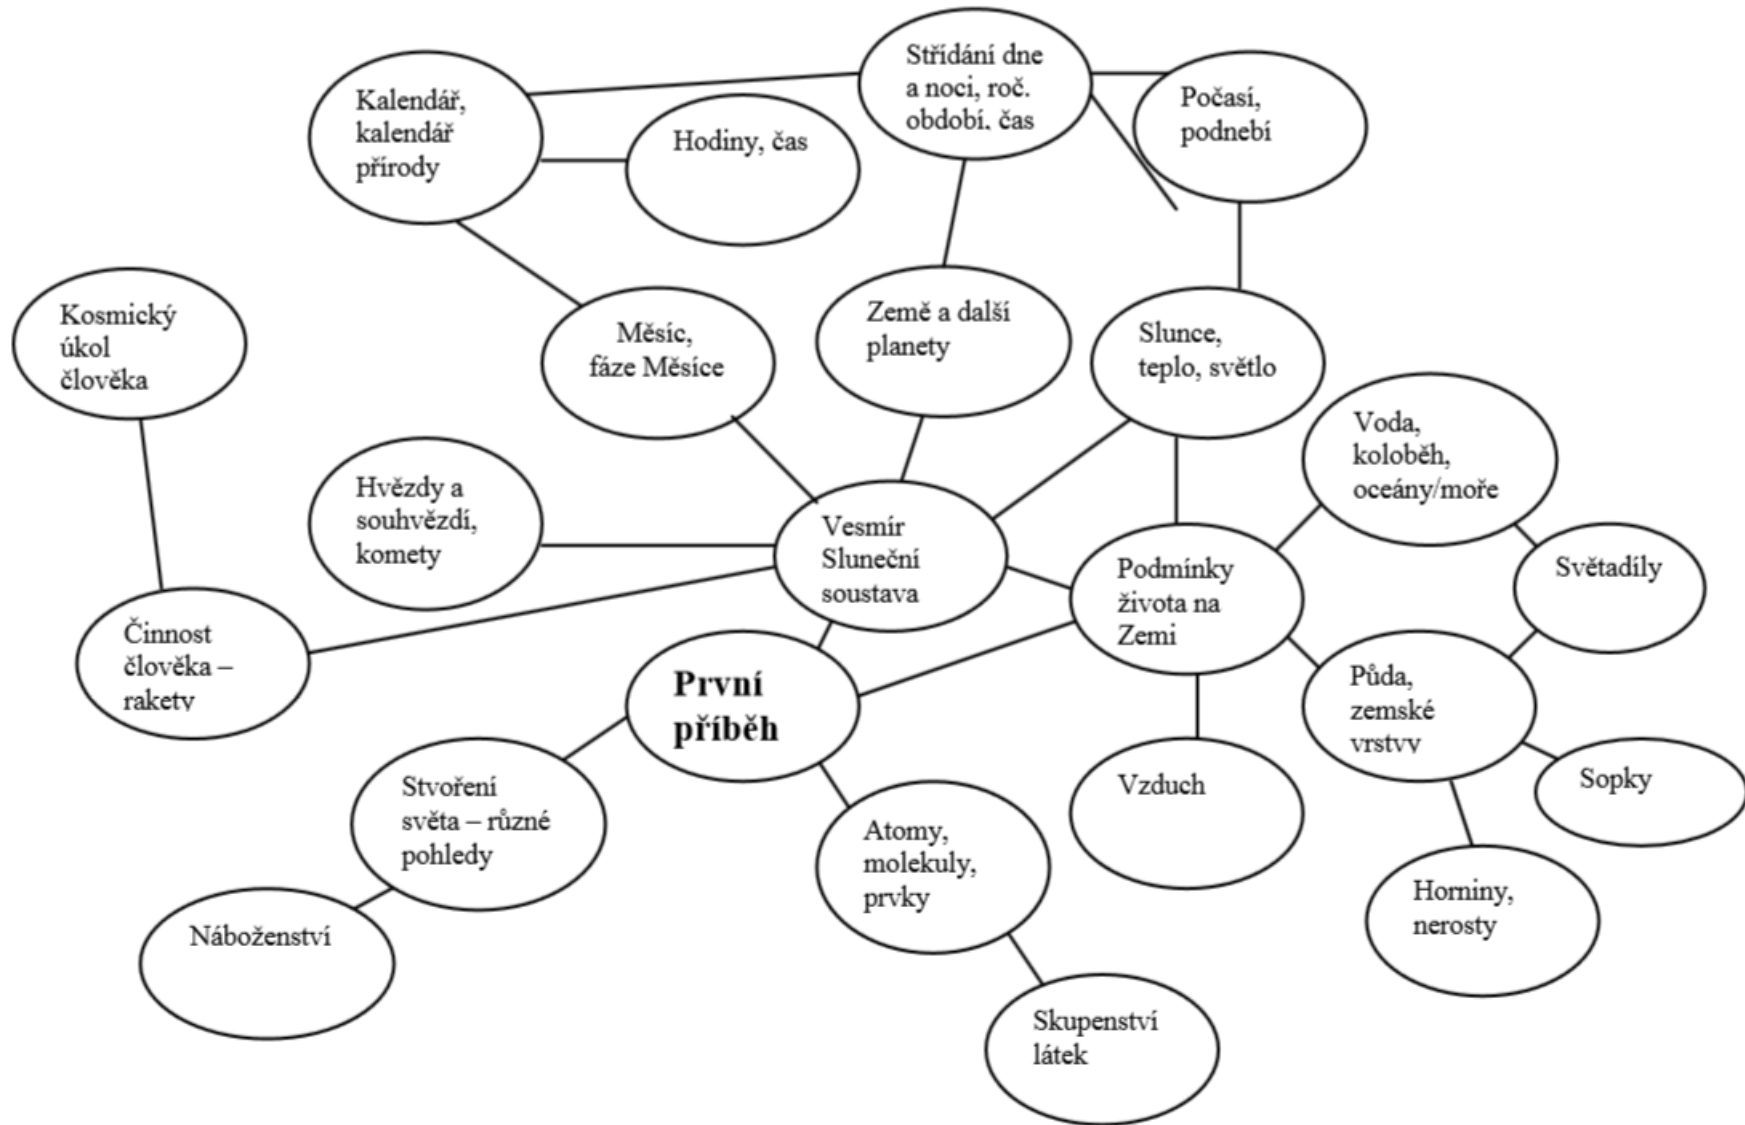 Střídání dne
a noci, roč.
období, čas
Kalendář,
kalendář
přírody
Počasí,
podnebí
Hodiny, čas
Kosmický
úkol
člověka
Měsíc,
fáze Měsíce
Země a další
planety
Slunce,
teplo, světlo
Voda,
koloběh,
oceány/moře
Hvězdy a
souhvězdí,
komety
Vesmír
Sluneční
soustava
Podmínky
života na
Zemi
Světadíly
Činnost
člověka –
rakety
První
příběh
Půda,
zemské
vrstvy
Stvoření
světa – různé
pohledy
Vzduch
Sopky
Atomy,
molekuly,
prvky
Horniny,
nerosty
Náboženství
Skupenství
látek